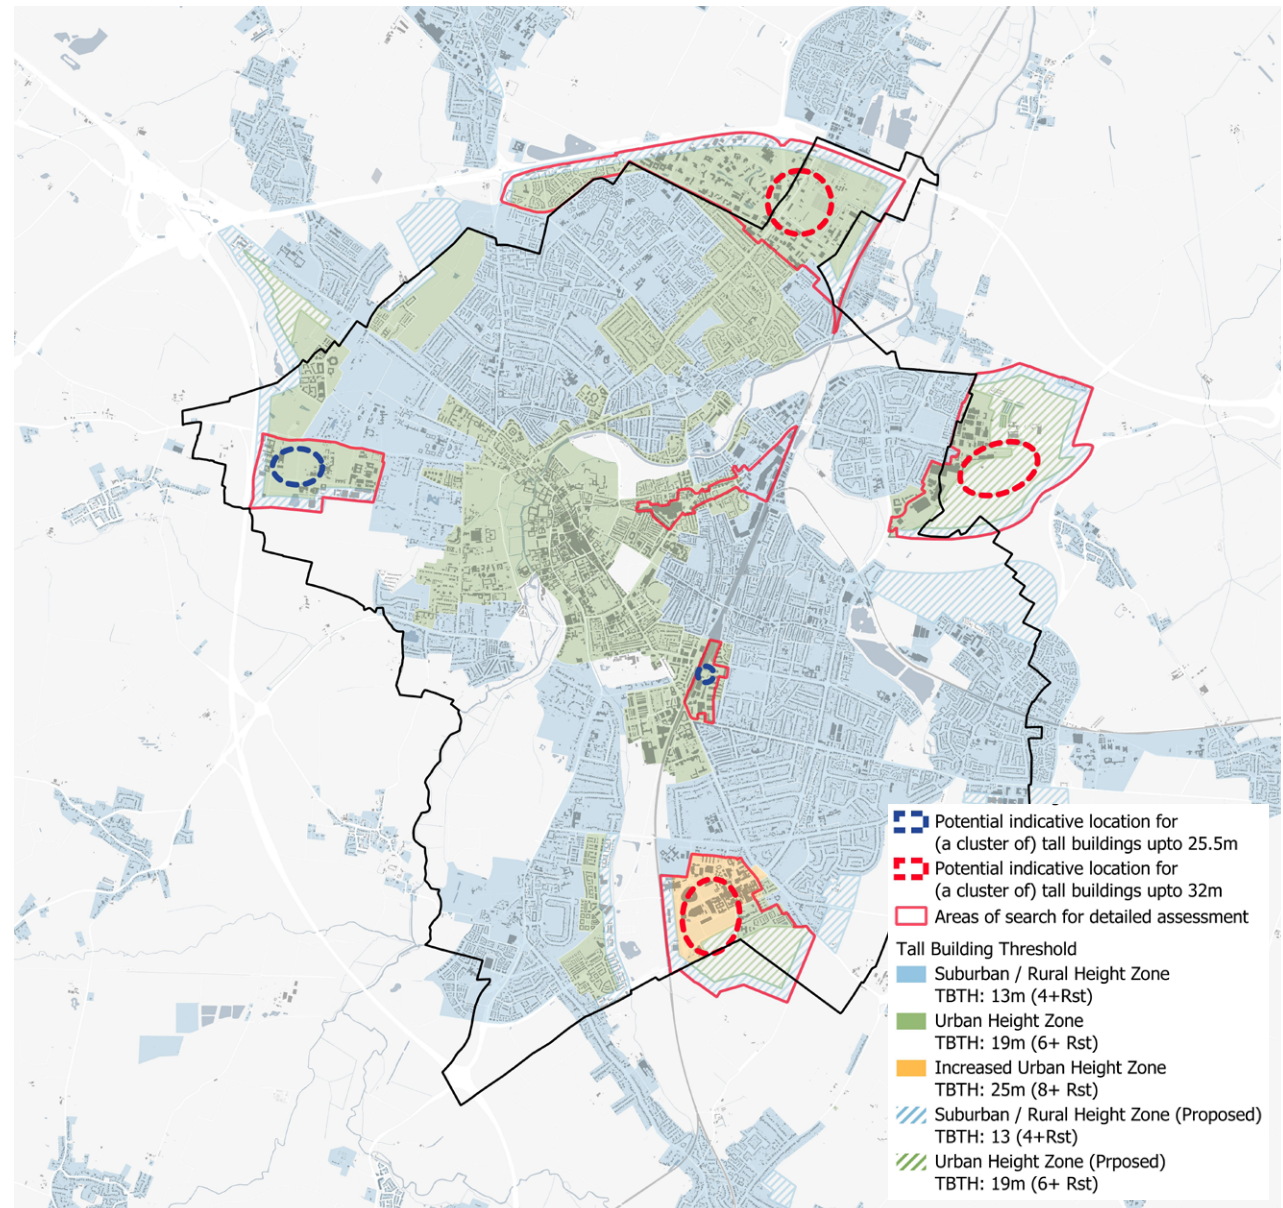 Potential indicative location for
(a cluster of) tall buildings upto 25.5m
Potential indicative location for
(a cluster of) tall buildings upto 32m
Areas of search for detailed assessment
Tall Building Threshold
Suburban / Rural Height Zone
TBTH: 13m (4+Rst)
Urban Height Zone
TBTH: 19m (6+ Rst)
Increased Urban Height Zone
TBTH: 25m (8+ Rst)
Suburban / Rural Height Zone (Proposed)
TBTH: 13 (4+Rst)
Urban Height Zone (Prposed)
TBTH: 19m (6+ Rst)